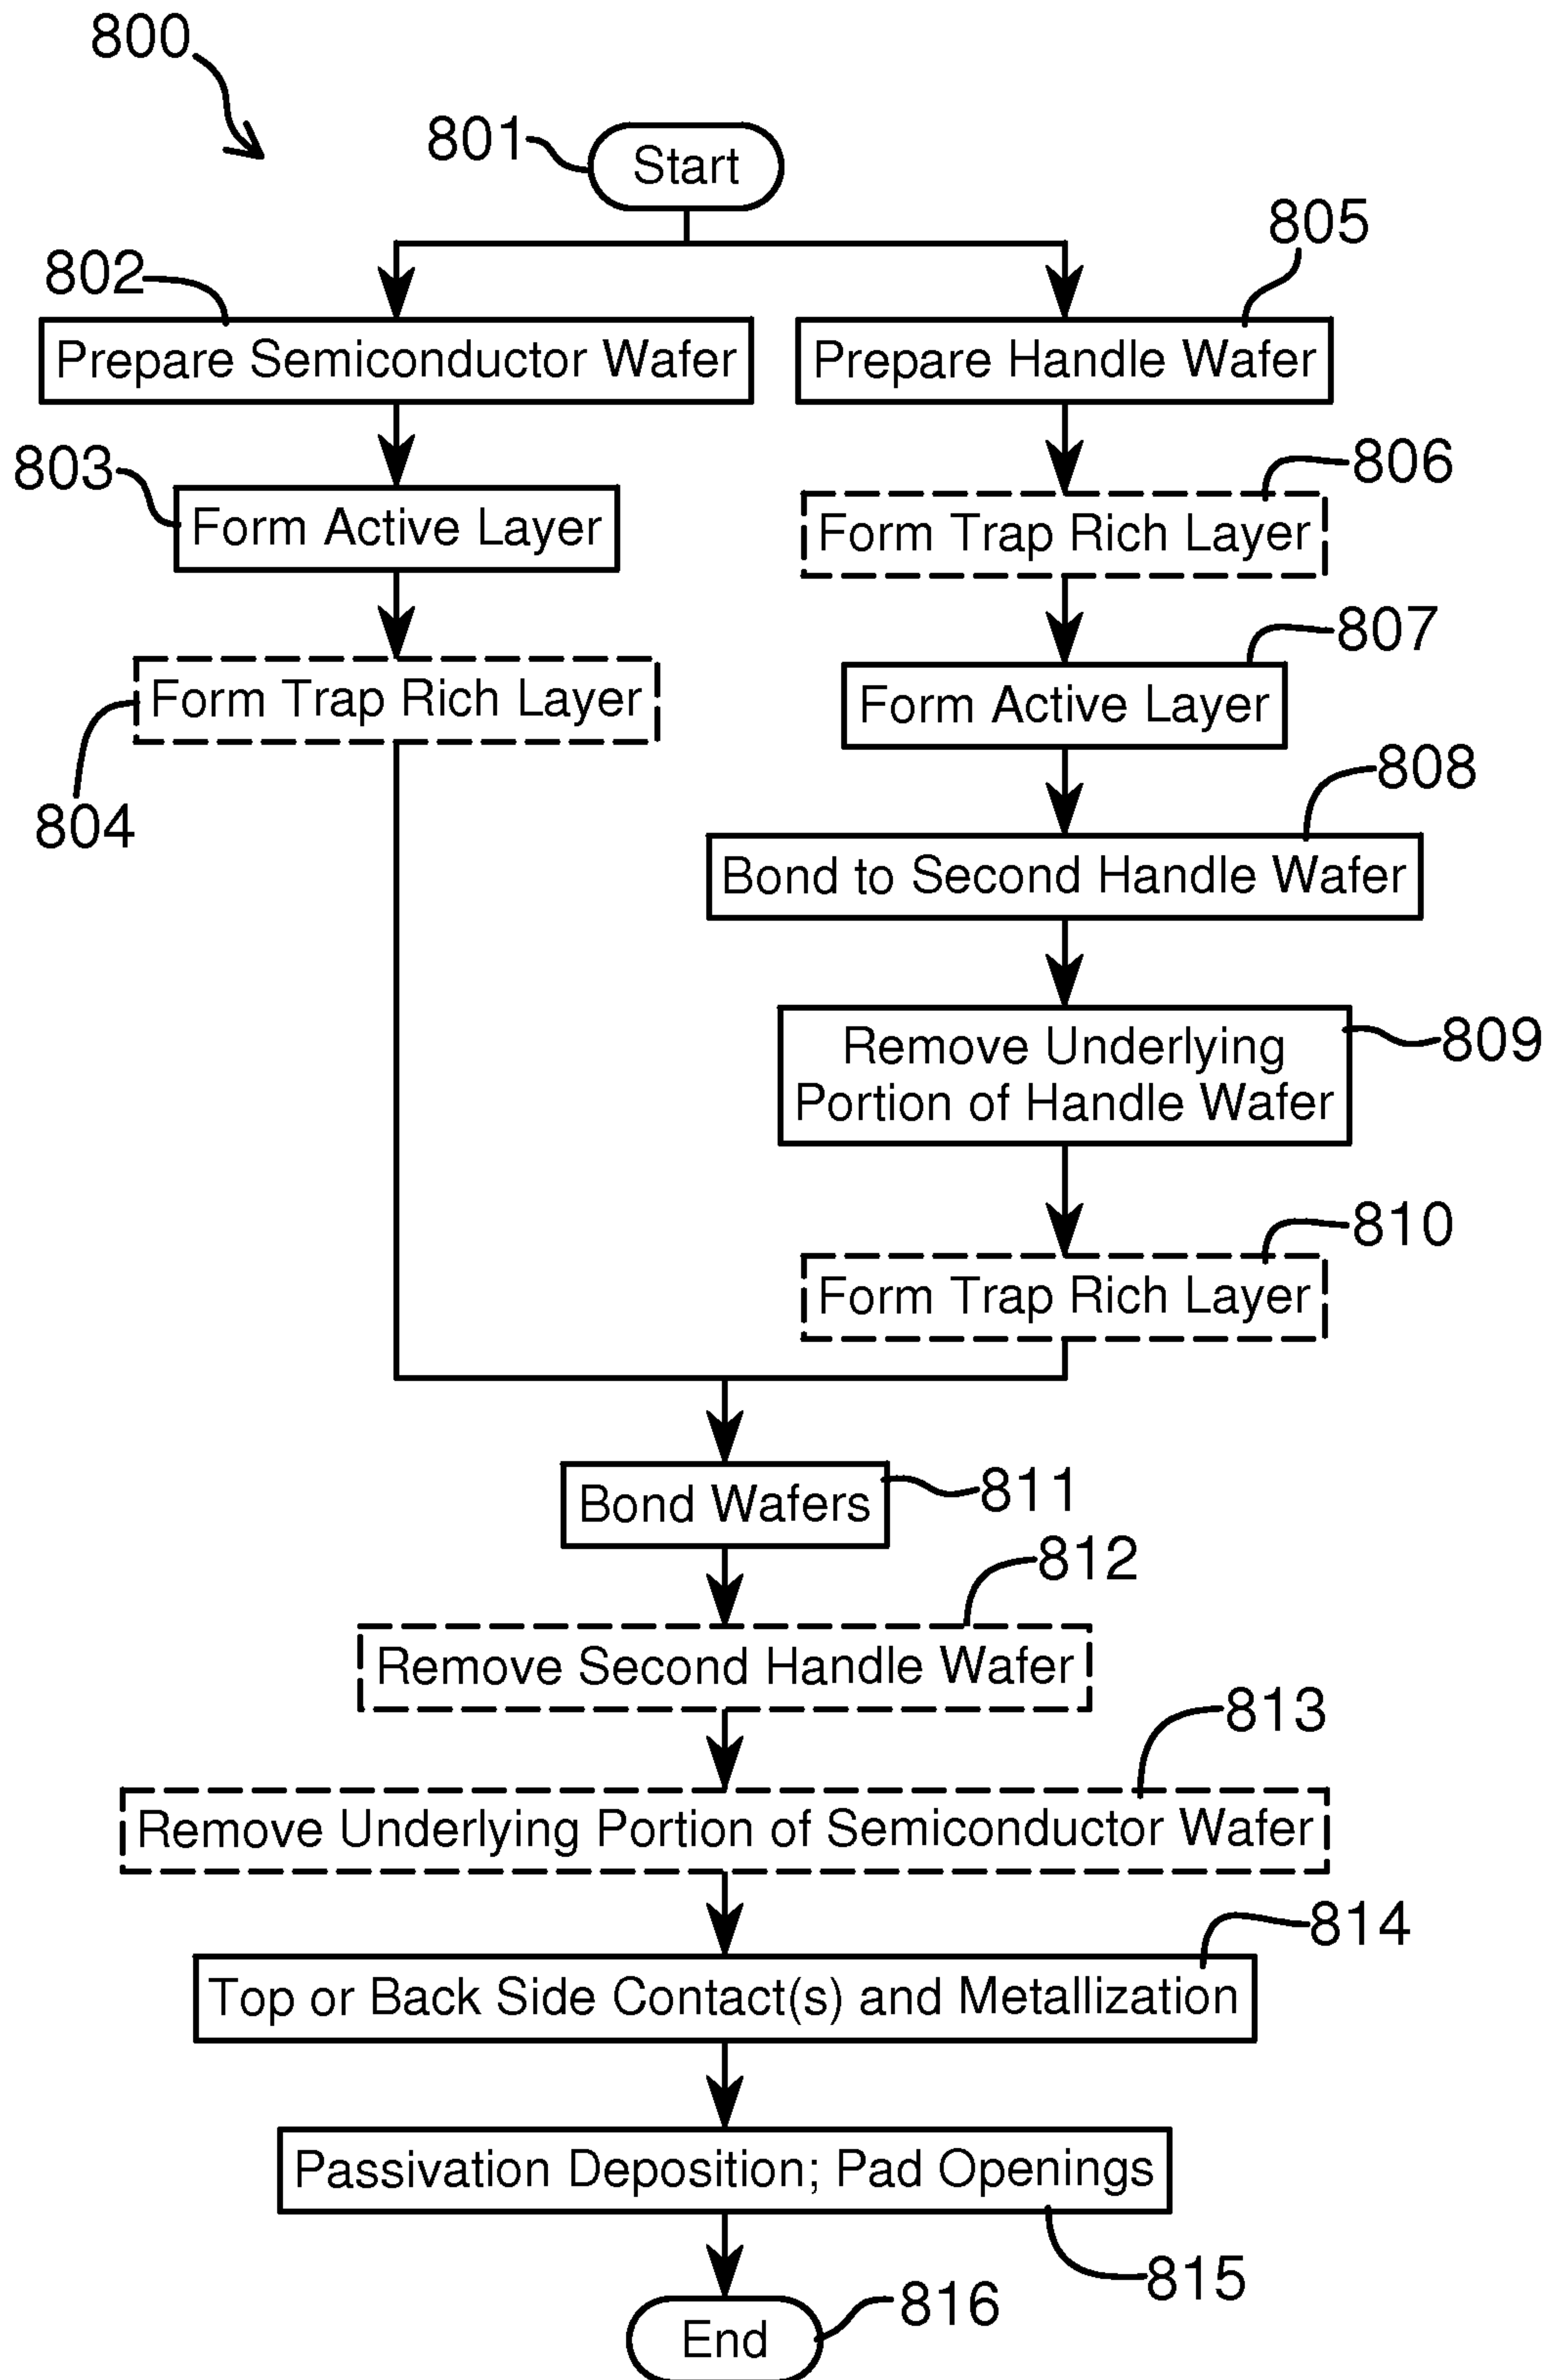 800
801
Start
805
802
Prepare Semiconductor Wafer
Prepare Handle Wafer
803
Form Active Layer
806
Form Trap Rich Layer
807
Form Trap Rich Layer
Form Active Layer
804
808
Bond to Second Handle Wafer
809
Remove Underlying
Portion of Handle Wafer
810
Form Trap Rich Layer
811
Bond Wafers
812
Remove Second Handle Wafer
813
Remove Underlying Portion of Semiconductor Wafer
814
Top or Back Side Contact(s) and Metallization
Passivation Deposition; Pad Openings
815
816
End